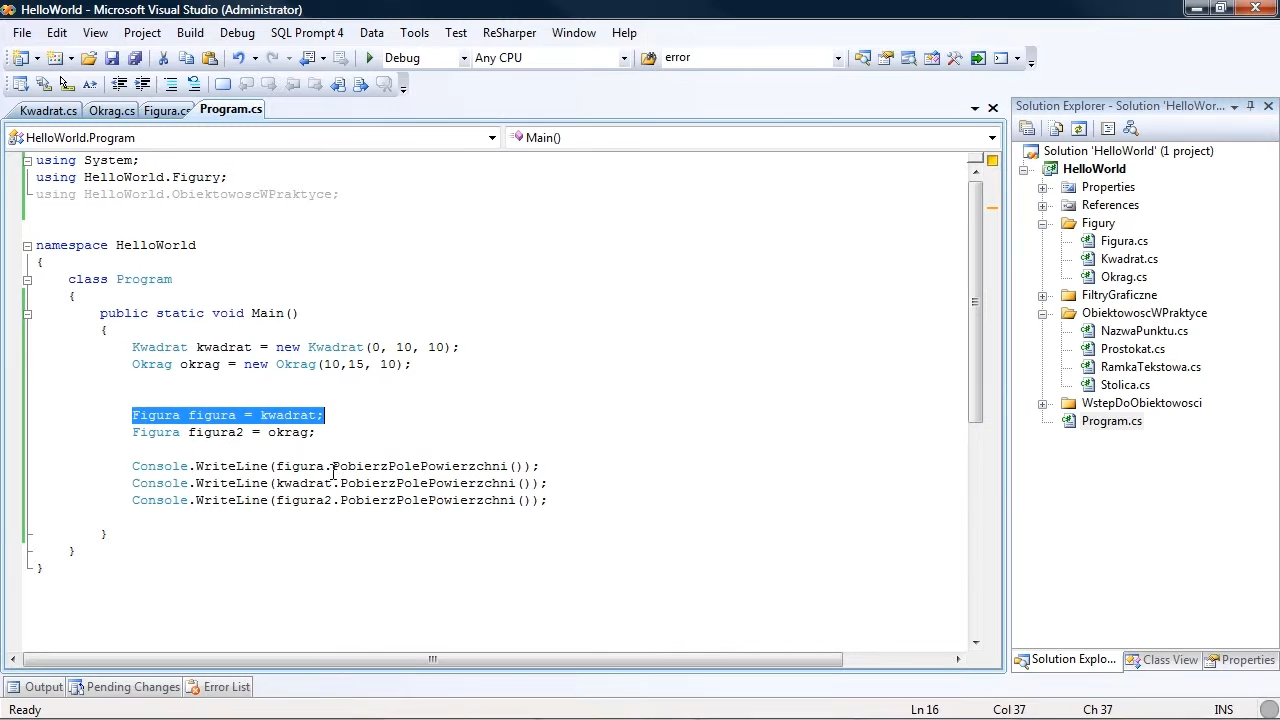 HelloWorld - Microsoft Visual Studio (Administrator)
File Edit View Project Build Debug SQL Prompt 4 Data Tools Test ReSharper Window Help
Debug Any CPU error
Kwadrat.cs Okrag.cs Figura.cs Program.cs
HelloWorld.Program Main()
using System;
using HelloWorld.Figury;
using HelloWorld.ObiektowoscWPraktyce;
namespace HelloWorld
{
class Program
{
public static void Main()
{
Kwadrat kwadrat = new Kwadrat(0, 10, 10);
Okrag okrag = new Okrag(10,15, 10);
Figura figura = kwadrat;
Figura figura2 = okrag;
Console.WriteLine(figura.PobierzPolePowierzchni());
Console.WriteLine(kwadrat.PobierzPolePowierzchni());
Console.WriteLine(figura2.PobierzPolePowierzchni());
}
}
}
Solution Explorer - Solution 'HelloWor...
Solution 'HelloWorld' (1 project)
HelloWorld
Properties
References
Figury
Figura.cs
Kwadrat.cs
Okrag.cs
FiltryGraficzne
ObiektowoscWPraktyce
NazwaPunktu.cs
Prostokat.cs
RamkaTekstowa.cs
Stolica.cs
WstepDoObiektowosci
Program.cs
Solution Explo... Class View Properties
Output Pending Changes Error List
Ready Ln 16 Col 37 Ch 37 INS